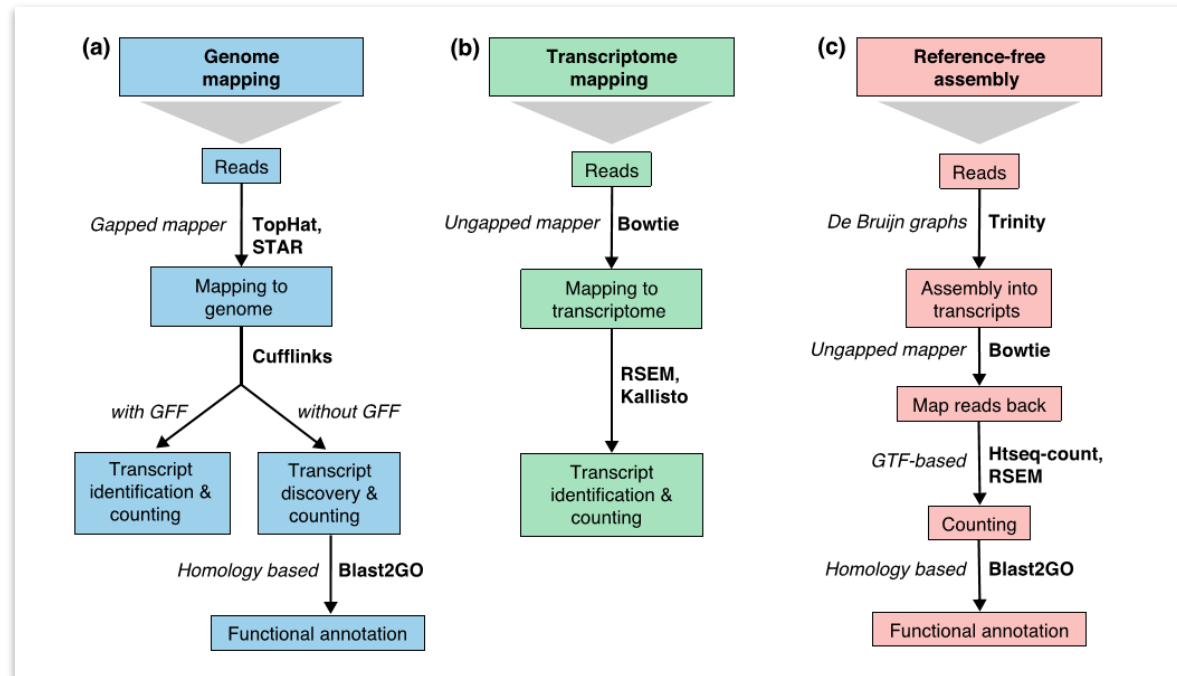 (a)
Genome
mapping
Reads
Gapped mapper
TopHat,
STAR
Mapping to
genome
Cufflinks
with GFF
without GFF
Transcript
identification &
counting
Transcript
discovery &
counting
Homology based
Blast2GO
Functional annotation
(b)
Transcriptome
mapping
Reads
Ungapped mapper
Bowtie
Mapping to
transcriptome
RSEM,
Kallisto
Transcript
identification &
counting
(c)
Reference-free
assembly
Reads
De Bruijn graphs
Trinity
Assembly into
transcripts
Ungapped mapper
Bowtie
Map reads back
GTF-based
Htseq-count,
RSEM
Counting
Homology based
Blast2GO
Functional annotation